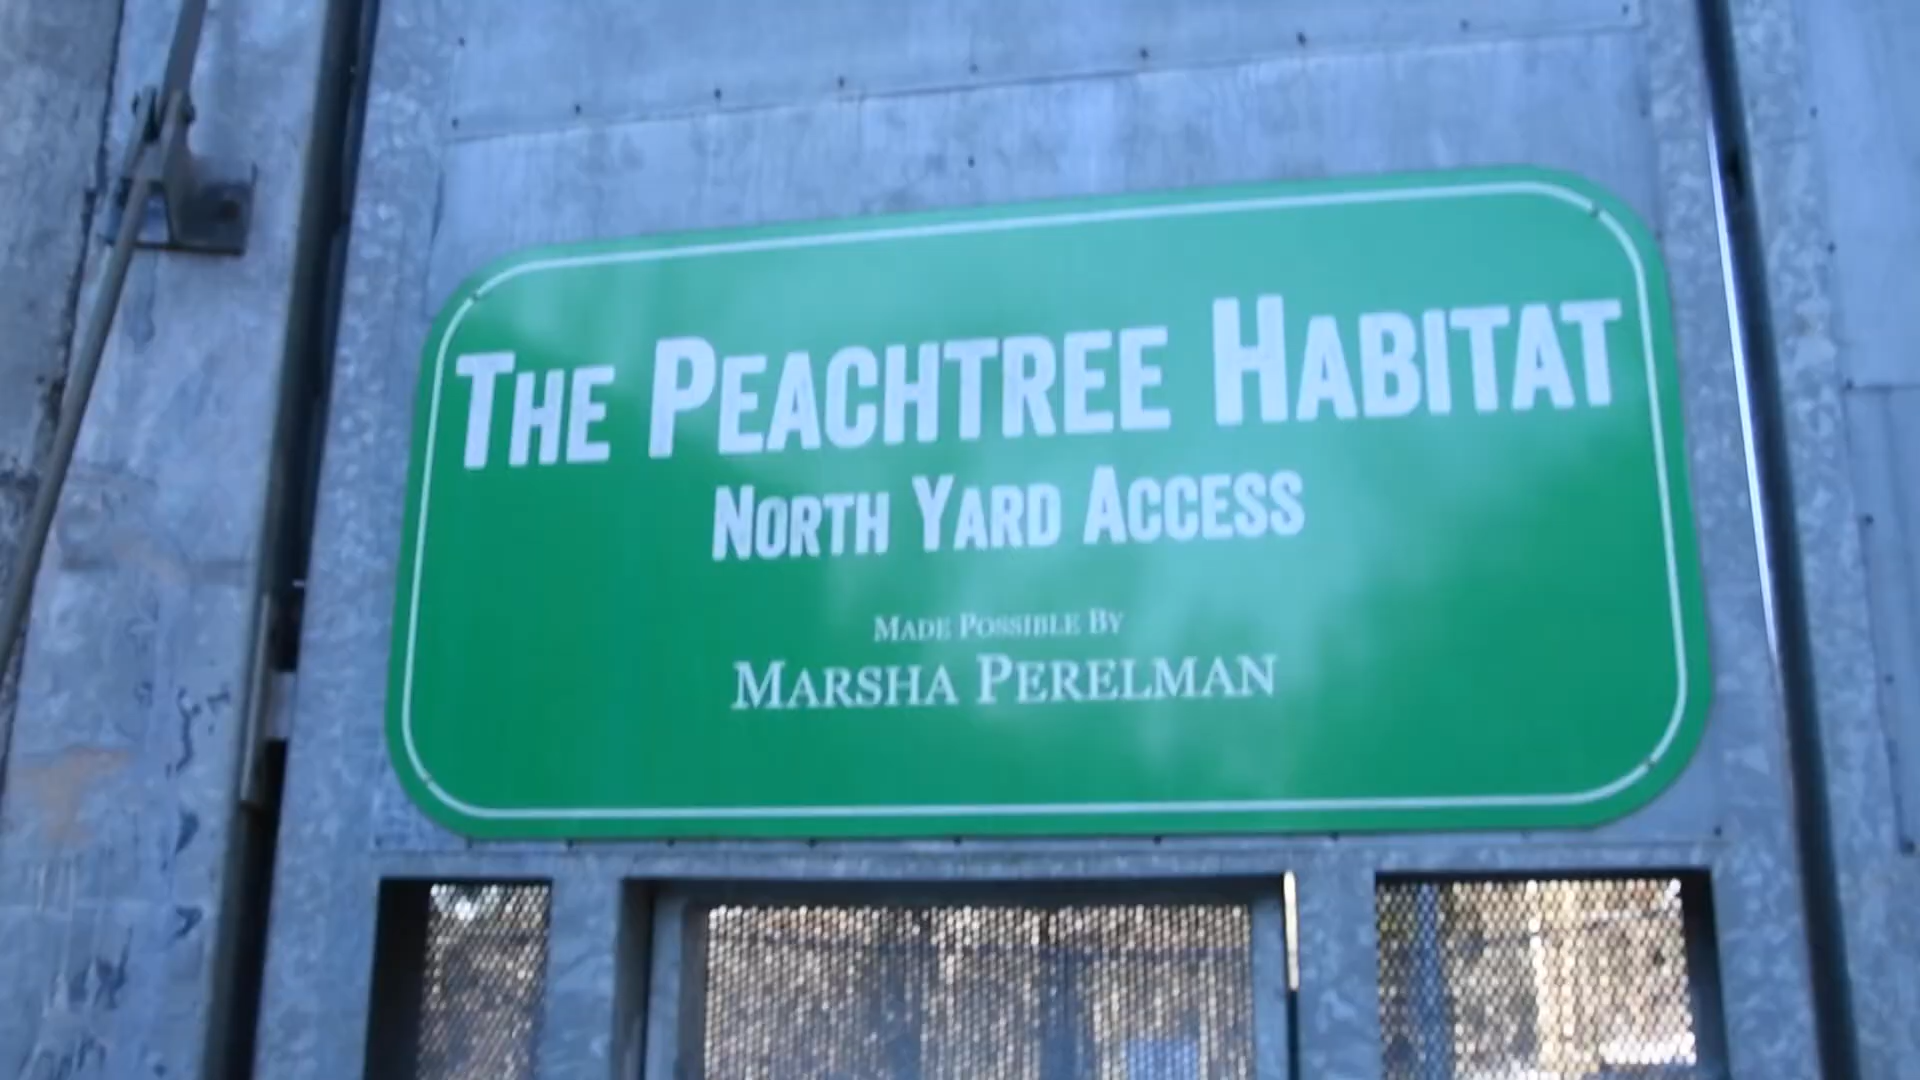 The Peachtree Habitat
North Yard Access
Made Possible By
Marsha Perelman